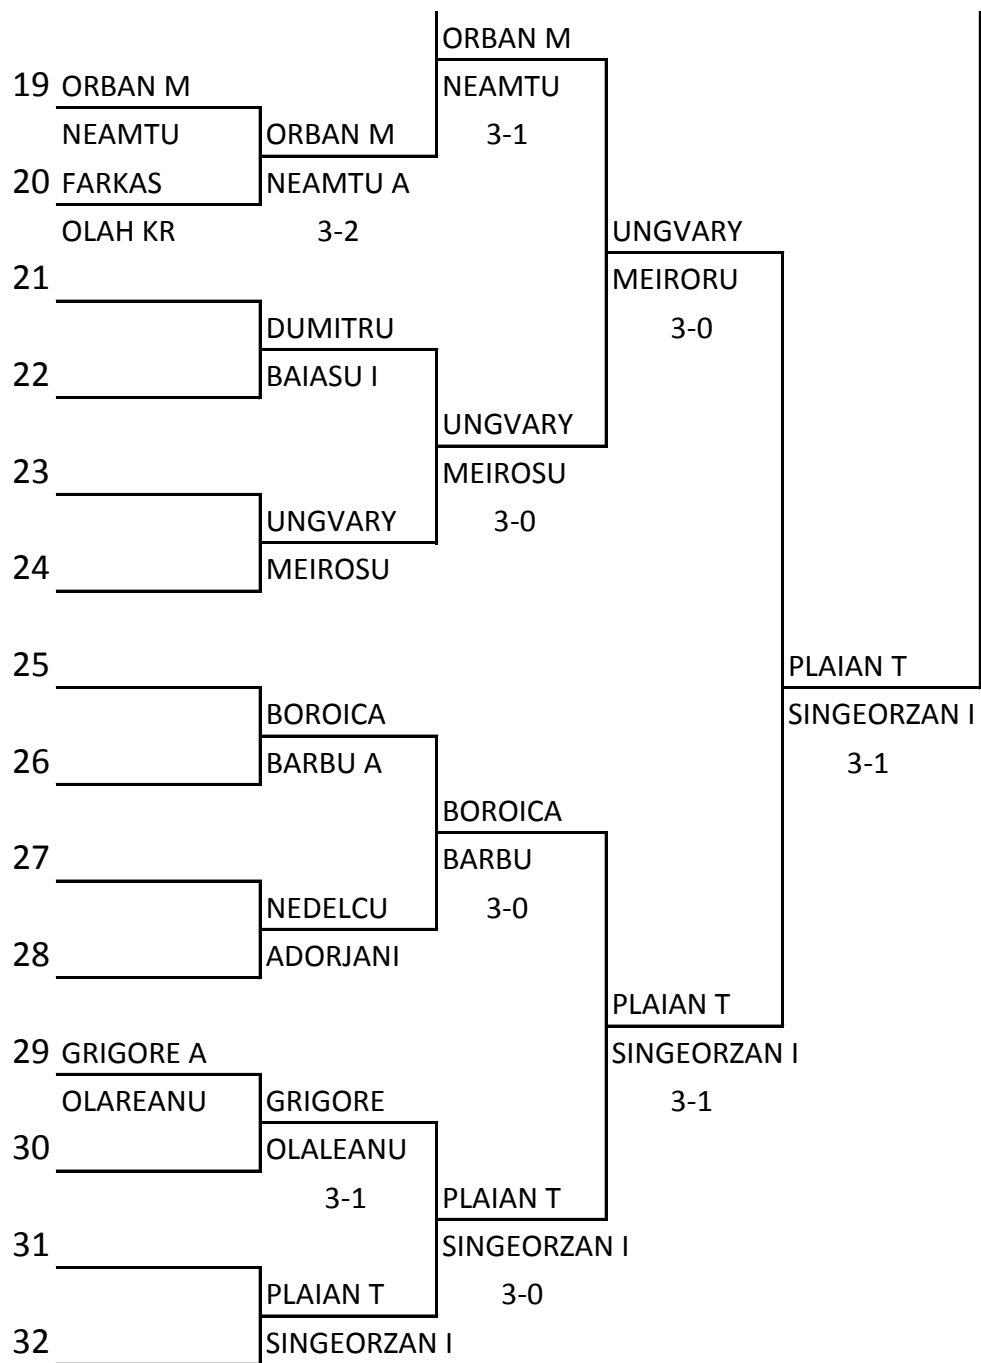 ORBAN M
19 ORBAN M NEAMTU
NEAMTU ORBAN M 3-1
20 FARKAS NEAMTU A
OLAH KR 3-2 UNGVARY
21 MEIRORU
DUMITRU 3-0
22 BAIASU I
UNGVARY
23 MEIROSU
UNGVARY 3-0
24 MEIROSU
25 PLAIAN T
BOROICA SINGEORZAN I
26 BARBU A 3-1
BOROICA
27 BARBU
NEDELCU 3-0
28 ADORJANI
PLAIAN T
29 GRIGORE A SINGEORZAN I
OLAREANU GRIGORE 3-1
30 OLALEANU
3-1 PLAIAN T
31 SINGEORZAN I
PLAIAN T 3-0
32 SINGEORZAN I